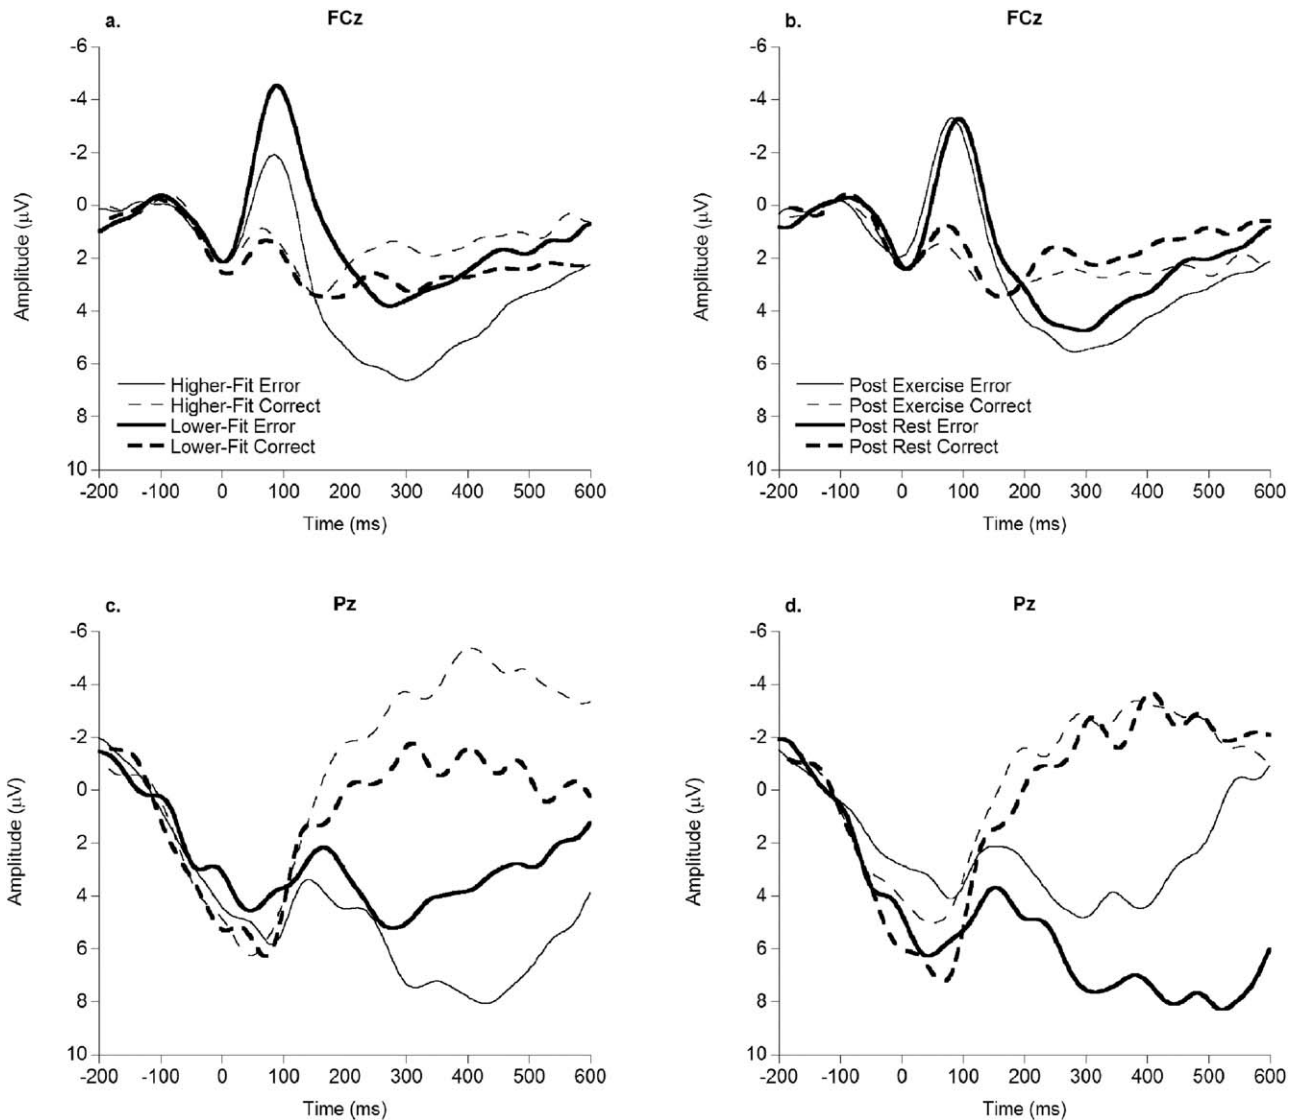 a.
FCz
-6
-4
-2
0
2
4
6
8
10
Amplitude (μV)
Higher-Fit Error
Higher-Fit Correct
Lower-Fit Error
Lower-Fit Correct
-200 -100 0 100 200 300 400 500 600
Time (ms)
b.
FCz
-6
-4
-2
0
2
4
6
8
10
Amplitude (μV)
Post Exercise Error
Post Exercise Correct
Post Rest Error
Post Rest Correct
-200 -100 0 100 200 300 400 500 600
Time (ms)
c.
Pz
-6
-4
-2
0
2
4
6
8
10
Amplitude (μV)
-200 -100 0 100 200 300 400 500 600
Time (ms)
d.
Pz
-6
-4
-2
0
2
4
6
8
10
Amplitude (μV)
-200 -100 0 100 200 300 400 500 600
Time (ms)